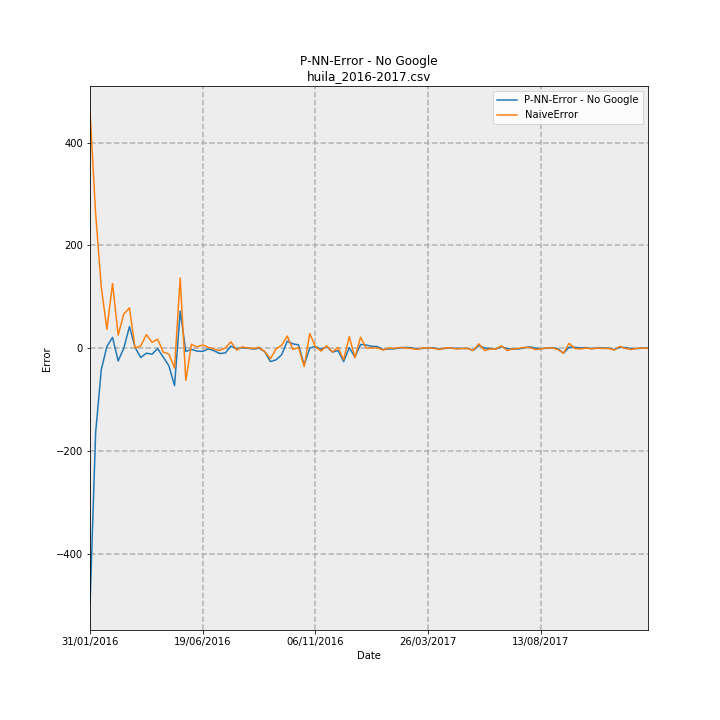 P-NN-Error - No Google
huila_2016-2017.csv
P-NN-Error - No Google
NaiveError
400
200
0
−200
−400
Error
31/01/2016
19/06/2016
06/11/2016
26/03/2017
13/08/2017
Date